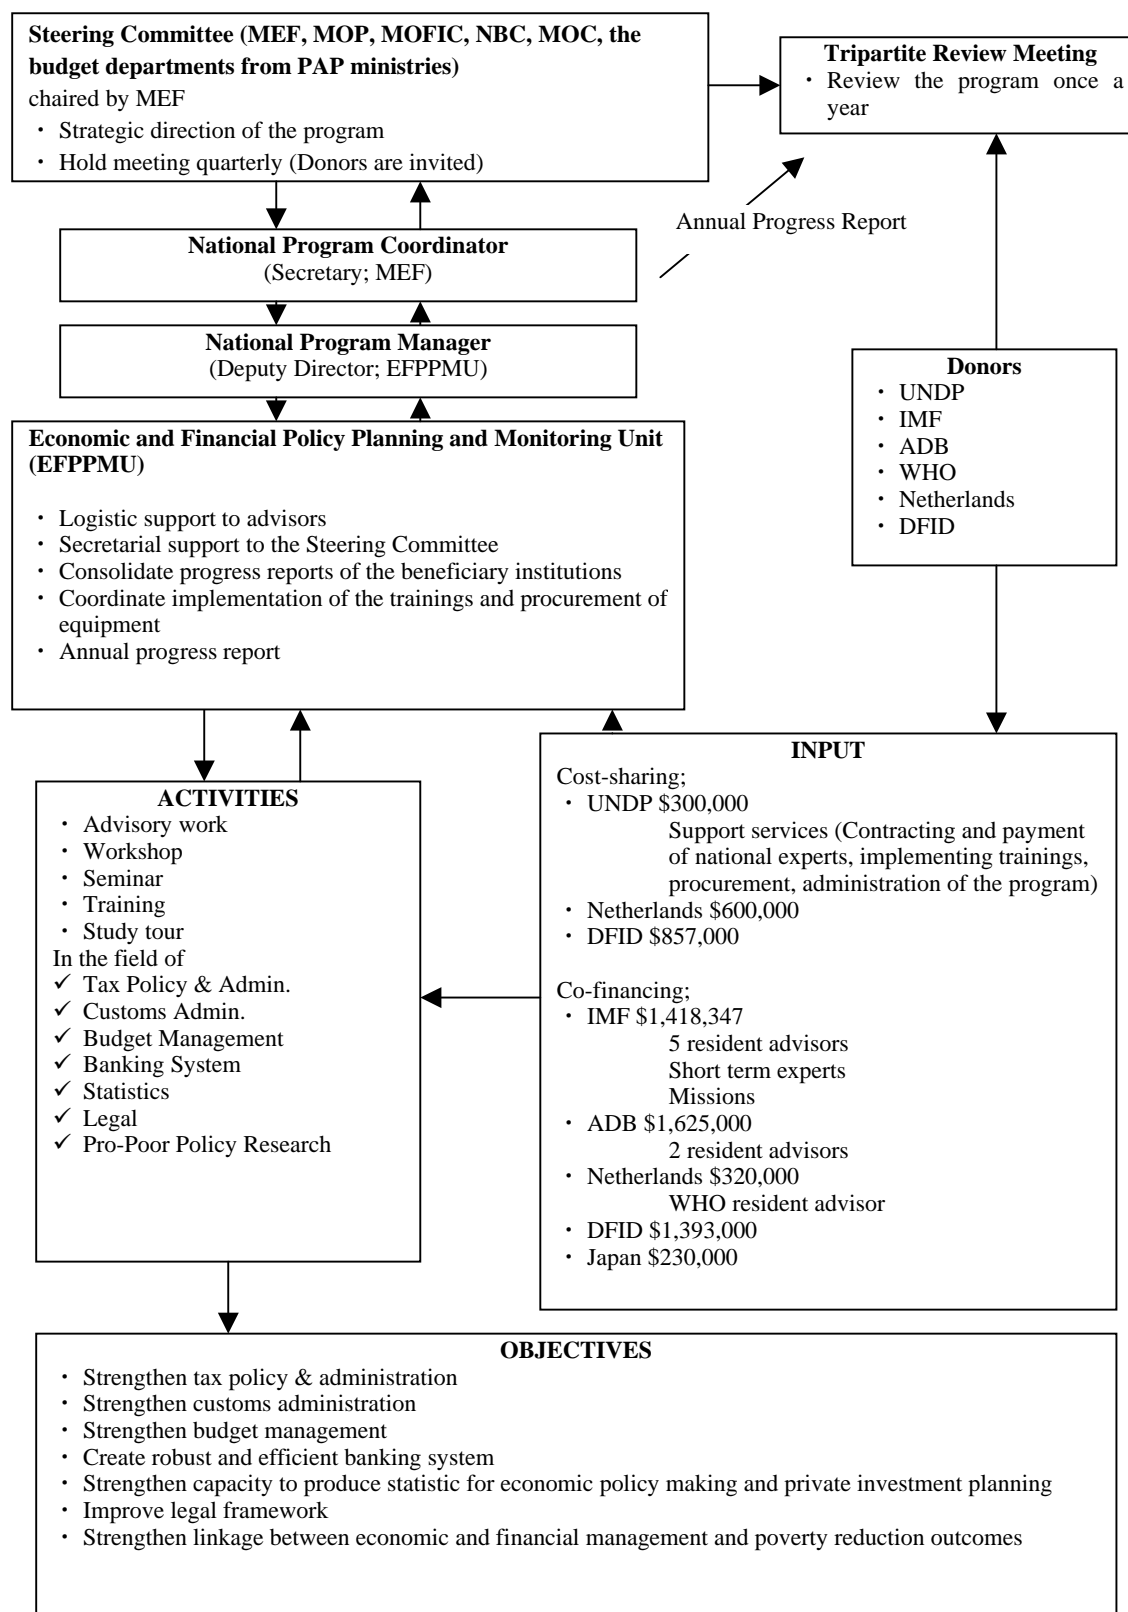 Steering Committee (MEF, MOP, MOFIC, NBC, MOC, the
budget departments from PAP ministries)
chaired by MEF
・ Strategic direction of the program
・ Hold meeting quarterly (Donors are invited)
Tripartite Review Meeting
・ Review the program once a
year
Annual Progress Report
National Program Coordinator
(Secretary; MEF)
National Program Manager
(Deputy Director; EFPPMU)
Donors
・ UNDP
・ IMF
・ ADB
・ WHO
・ Netherlands
・ DFID
Economic and Financial Policy Planning and Monitoring Unit
(EFPPMU)
・ Logistic support to advisors
・ Secretarial support to the Steering Committee
・ Consolidate progress reports of the beneficiary institutions
・ Coordinate implementation of the trainings and procurement of
equipment
・ Annual progress report
ACTIVITIES
・ Advisory work
・ Workshop
・ Seminar
・ Training
・ Study tour
In the field of
✓ Tax Policy & Admin.
✓ Customs Admin.
✓ Budget Management
✓ Banking System
✓ Statistics
✓ Legal
✓ Pro-Poor Policy Research
INPUT
Cost-sharing;
・ UNDP $300,000
Support services (Contracting and payment
of national experts, implementing trainings,
procurement, administration of the program)
・ Netherlands $600,000
・ DFID $857,000
Co-financing;
・ IMF $1,418,347
5 resident advisors
Short term experts
Missions
・ ADB $1,625,000
2 resident advisors
・ Netherlands $320,000
WHO resident advisor
・ DFID $1,393,000
・ Japan $230,000
OBJECTIVES
・ Strengthen tax policy & administration
・ Strengthen customs administration
・ Strengthen budget management
・ Create robust and efficient banking system
・ Strengthen capacity to produce statistic for economic policy making and private investment planning
・ Improve legal framework
・ Strengthen linkage between economic and financial management and poverty reduction outcomes